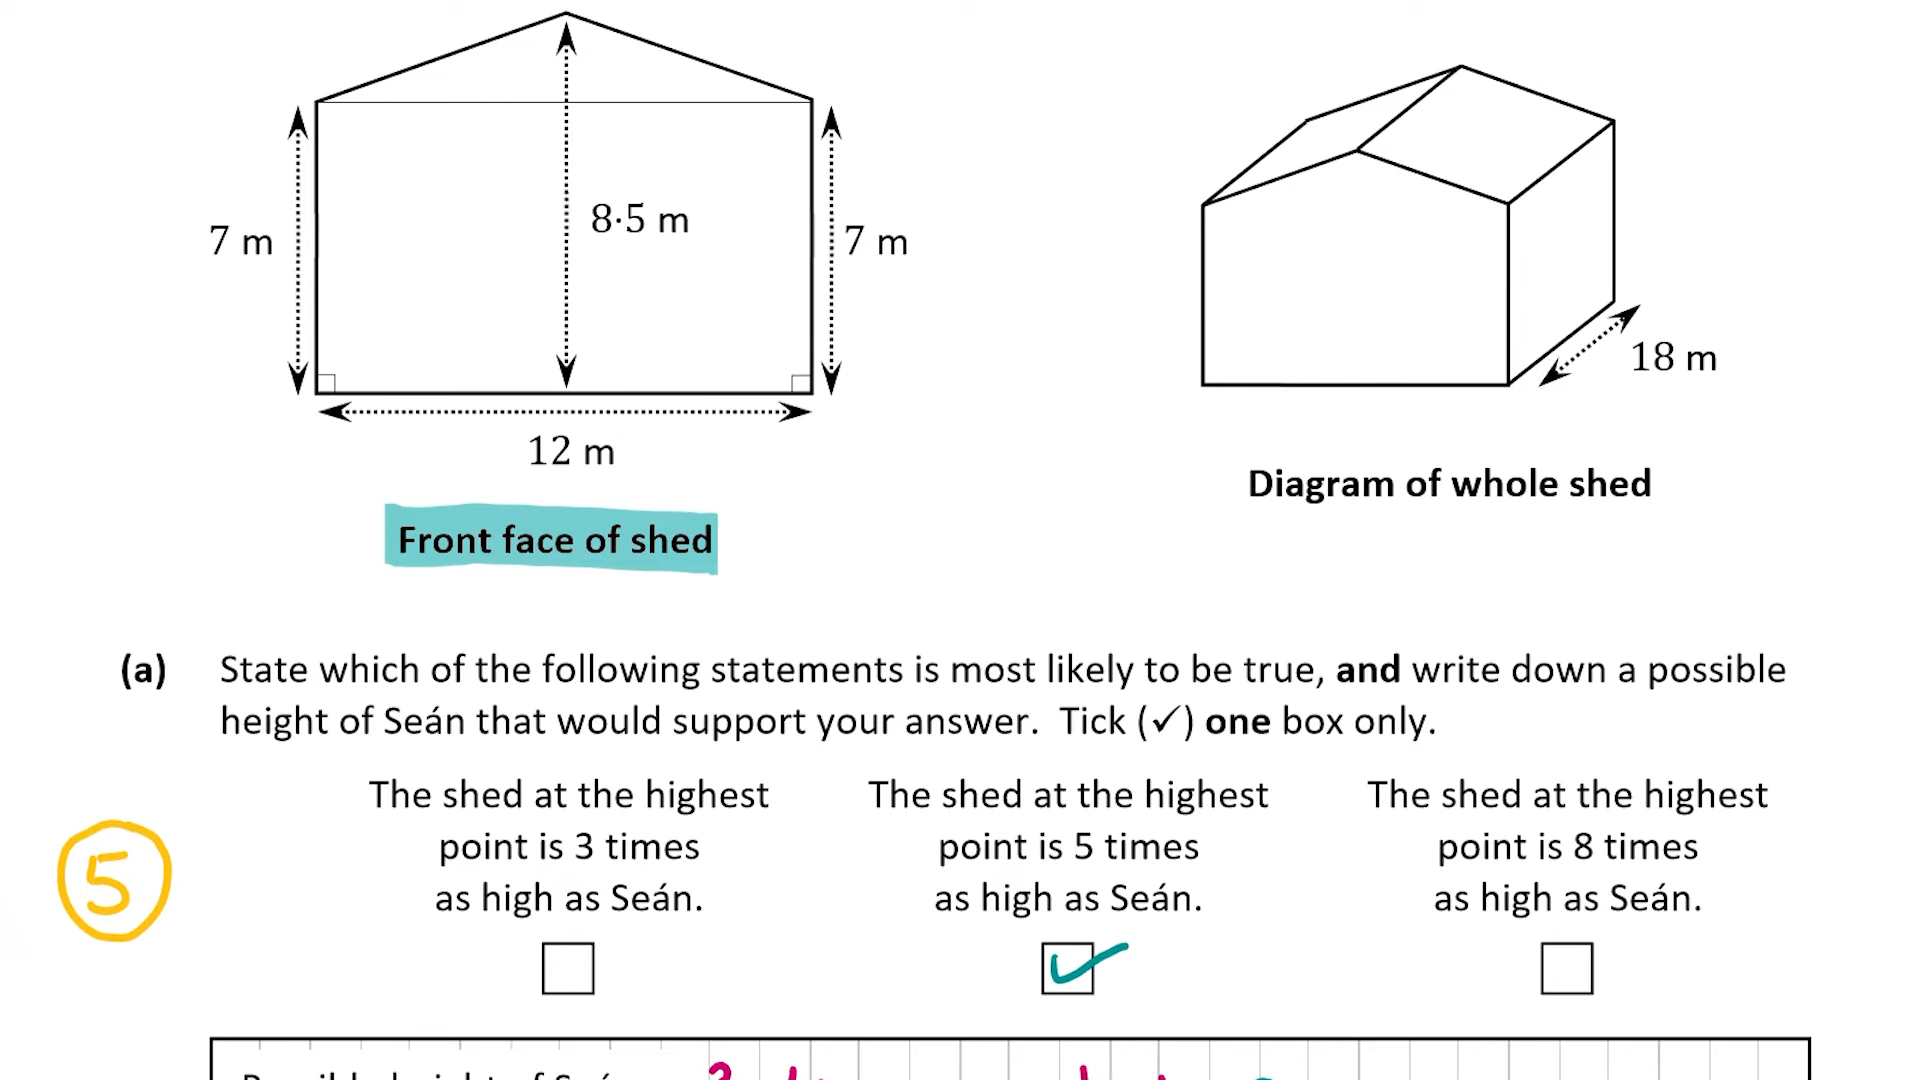 7 m
8·5 m
7 m
12 m
18 m
Front face of shed
Diagram of whole shed
(a) State which of the following statements is most likely to be true, and write down a possible
height of Seán that would support your answer. Tick (✓) one box only.
The shed at the highest
point is 3 times
as high as Seán.
The shed at the highest
point is 5 times
as high as Seán.
The shed at the highest
point is 8 times
as high as Seán.
5